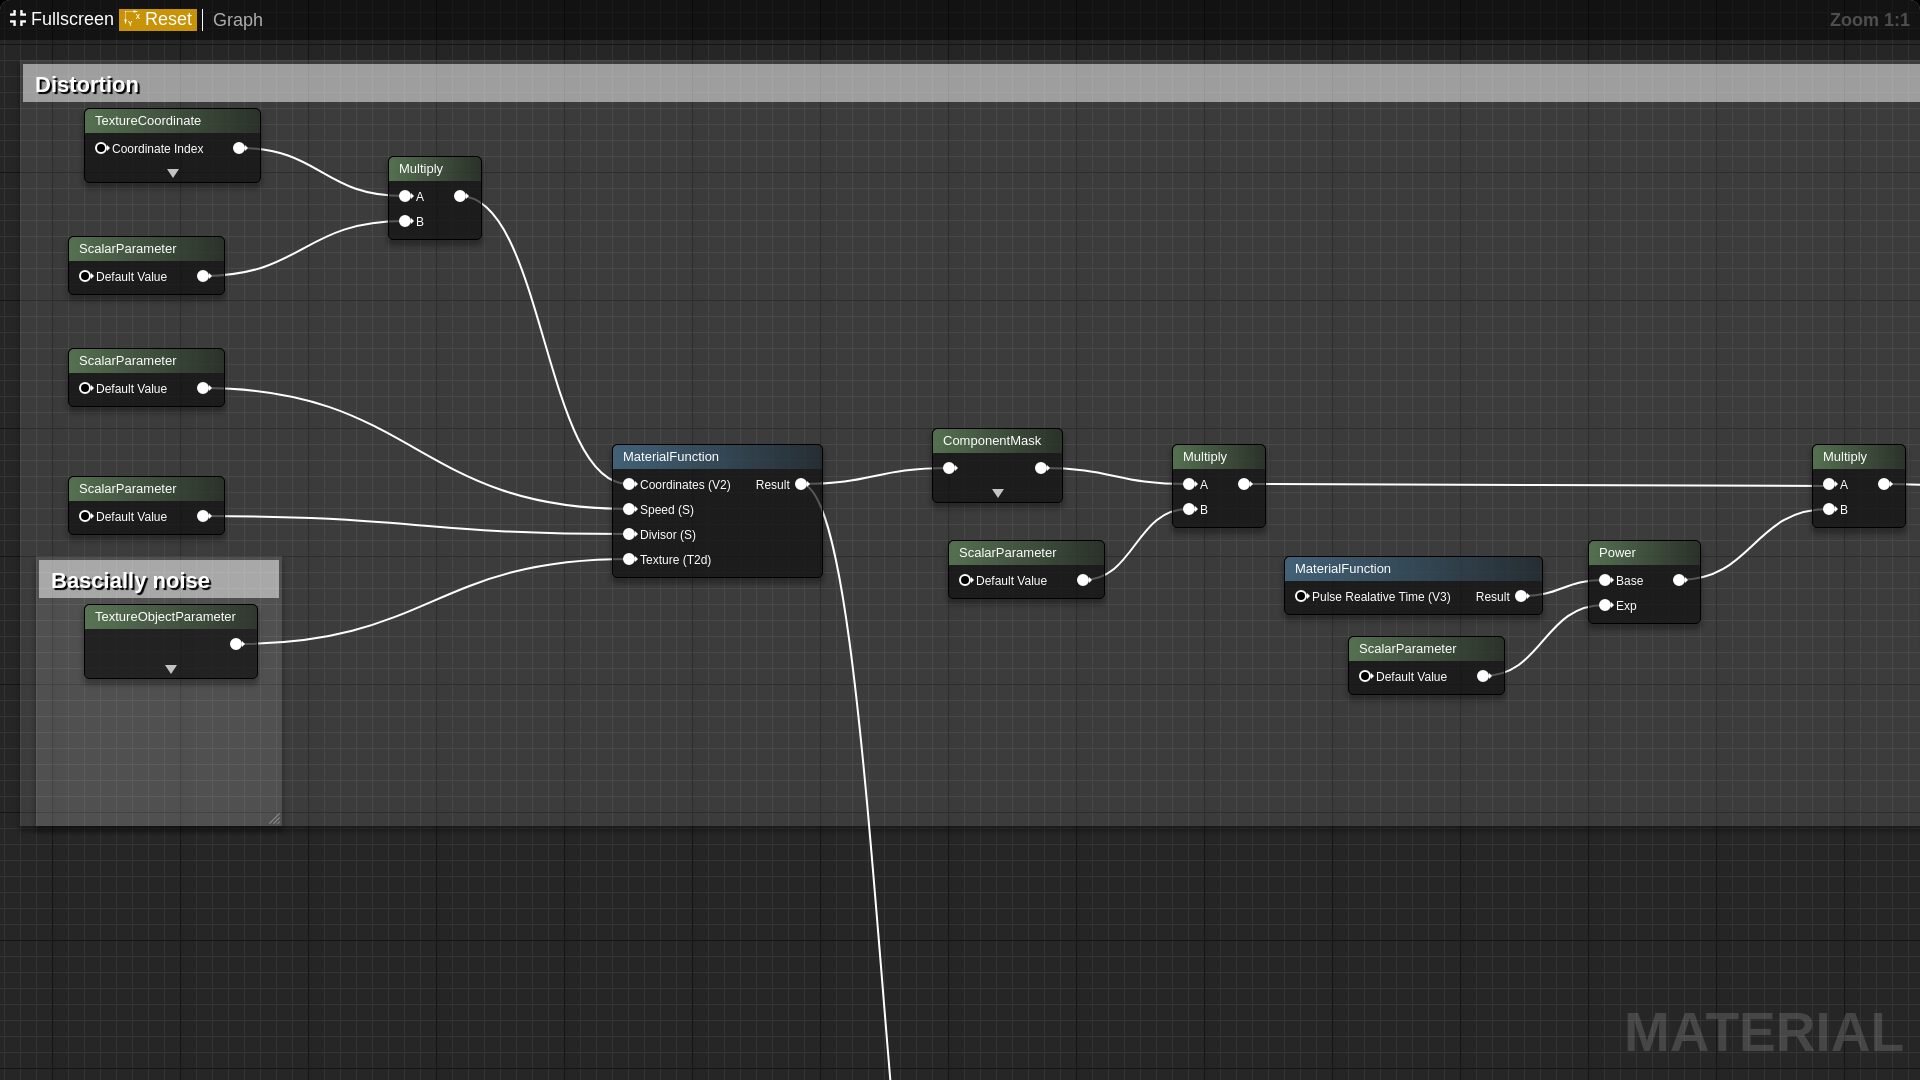 Fullscreen Reset Graph Zoom 1:1
Distortion
TextureCoordinate
Coordinate Index
Multiply
A
B
ScalarParameter
Default Value
ScalarParameter
Default Value
ScalarParameter
Default Value
Bascially noise
TextureObjectParameter
MaterialFunction
Coordinates (V2) Result
Speed (S)
Divisor (S)
Texture (T2d)
ComponentMask
Multiply
A
B
ScalarParameter
Default Value
MaterialFunction
Pulse Realative Time (V3) Result
ScalarParameter
Default Value
Power
Base
Exp
Multiply
A
B
MATERIAL